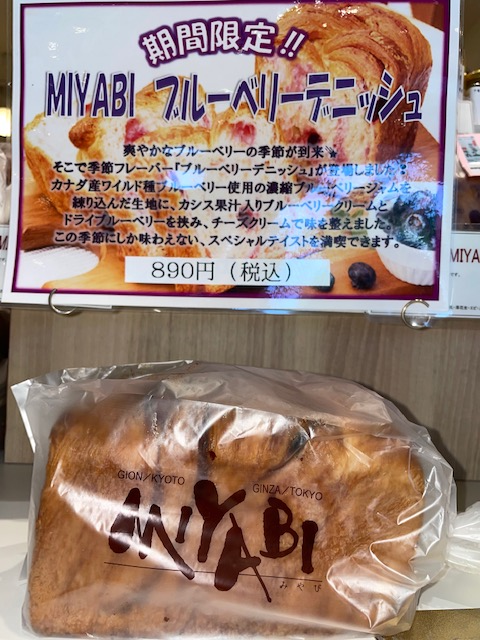 期間限定!!
MIYABI ブルーベリーデニッシュ
爽やかなブルーベリーの季節が到来
そこで季節フレーバー「ブルーベリーデニッシュ」が登場しました!
カナダ産ワイルド種ブルーベリー使用の濃縮ブルーベリージャムを
練り込んだ生地に、カシス果汁入りブルーベリークリームと
ドライブルーベリーを挟み、チーズクリームで味を整えました。
この季節にしか味わえない、スペシャルテイストを満喫できます。
890円（税込）
MIYA
GION/KYOTO
GINZA/TOKYO
MIYABI
みやび